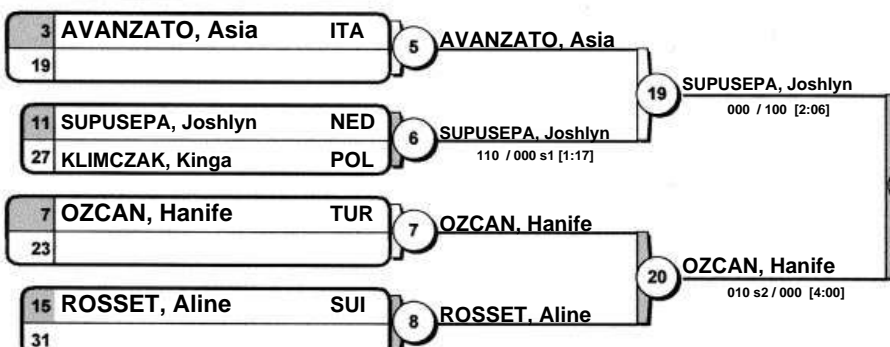 3 AVANZATO, Asia ITA
19
5 AVANZATO, Asia
11 SUPUSEPA, Joshlyn NED
27 KLIMCZAK, Kinga POL
6 SUPUSEPA, Joshlyn
110 / 000 s1 [1:17]
19 SUPUSEPA, Joshlyn
000 / 100 [2:06]
7 OZCAN, Hanife TUR
23
7 OZCAN, Hanife
15 ROSSET, Aline SUI
31
8 ROSSET, Aline
20 OZCAN, Hanife
010 s2 / 000 [4:00]